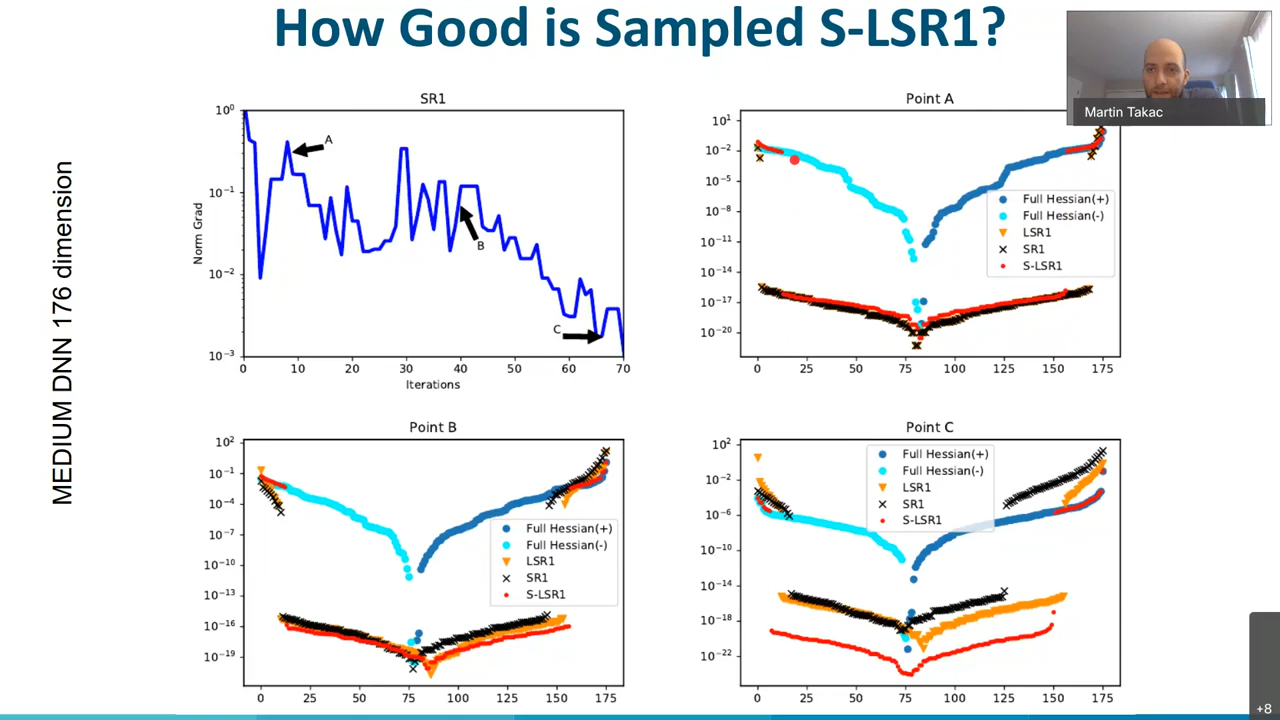 How Good is Sampled S-LSR1?
Martin Takac
MEDIUM DNN 176 dimension
SR1
Norm Grad
10^0
10^-1
10^-2
10^-3
A
B
C
0 10 20 30 40 50 60 70
Iterations
Point A
10^1
10^-2
10^-5
10^-8
10^-11
10^-14
10^-17
10^-20
Full Hessian(+)
Full Hessian(-)
LSR1
SR1
S-LSR1
0 25 50 75 100 125 150 175
Point B
10^2
10^-1
10^-4
10^-7
10^-10
10^-13
10^-16
10^-19
Full Hessian(+)
Full Hessian(-)
LSR1
SR1
S-LSR1
0 25 50 75 100 125 150 175
Point C
10^2
10^-2
10^-6
10^-10
10^-14
10^-18
10^-22
Full Hessian(+)
Full Hessian(-)
LSR1
SR1
S-LSR1
0 25 50 75 100 125 150 175
+8